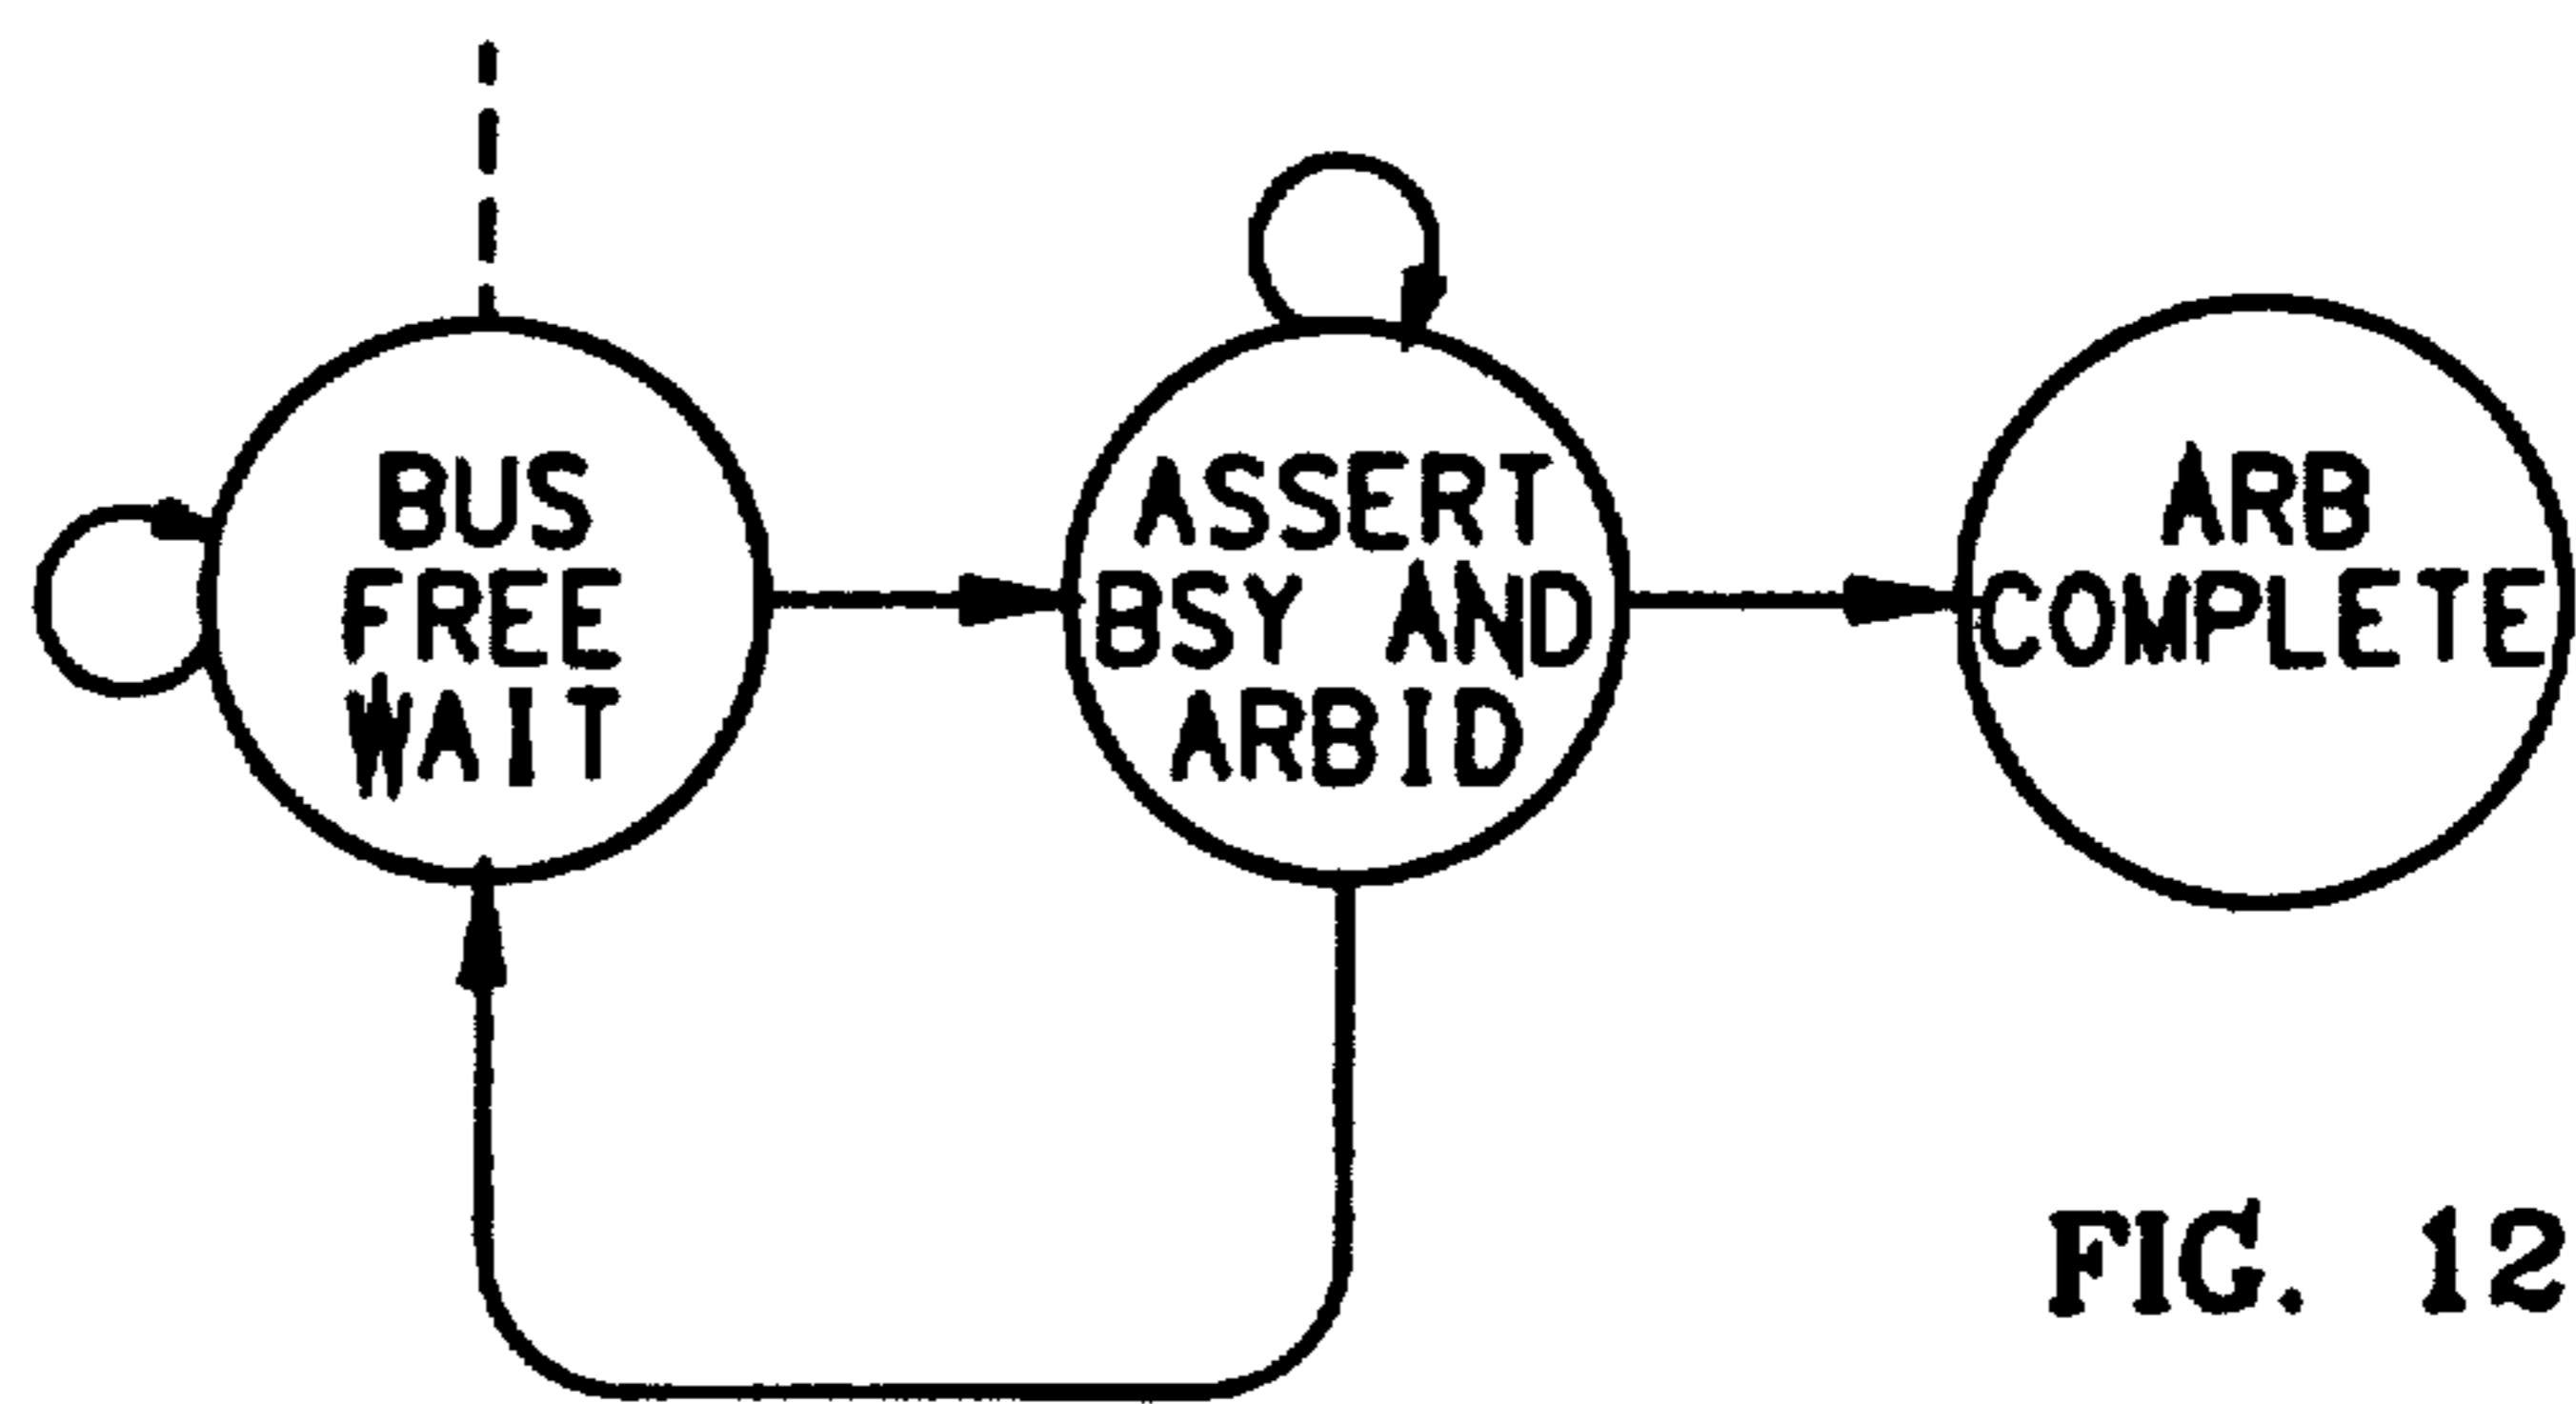 BUS
FREE
WAIT
ASSERT
BSY AND
ARBID
ARB
COMPLETE
FIG. 12